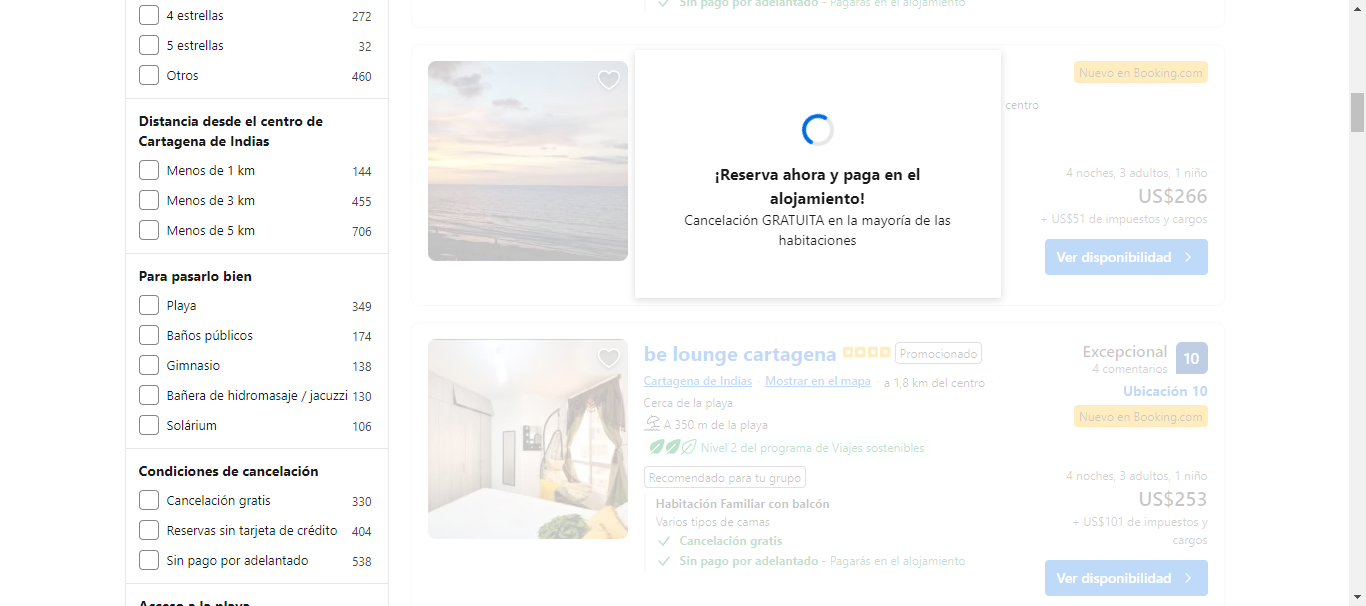 4 estrellas 272
5 estrellas 32
Otros 460
Distancia desde el centro de
Cartagena de Indias
Menos de 1 km 144
Menos de 3 km 455
Menos de 5 km 706
Para pasarlo bien
Playa 349
Baños públicos 174
Gimnasio 138
Bañera de hidromasaje / jacuzzi 130
Solárium 106
Condiciones de cancelación
Cancelación gratis 330
Reservas sin tarjeta de crédito 404
Sin pago por adelantado 538
Acceso a la playa
Sin pago por adelantado - Pagarás en el alojamiento
¡Reserva ahora y paga en el
alojamiento!
Cancelación GRATUITA en la mayoría de las
habitaciones
Nuevo en Booking.com
centro
4 noches, 3 adultos, 1 niño
US$266
+ US$51 de impuestos y cargos
Ver disponibilidad
be lounge cartagena Promocionado
Cartagena de Indias Mostrar en el mapa a 1,8 km del centro
Cerca de la playa
A 350 m de la playa
Nivel 2 del programa de Viajes sostenibles
Recomendado para tu grupo
Habitación Familiar con balcón
Varios tipos de camas
Cancelación gratis
Sin pago por adelantado - Pagarás en el alojamiento
Excepcional 10
4 comentarios
Ubicación 10
Nuevo en Booking.com
4 noches, 3 adultos, 1 niño
US$253
+ US$101 de impuestos y
cargos
Ver disponibilidad